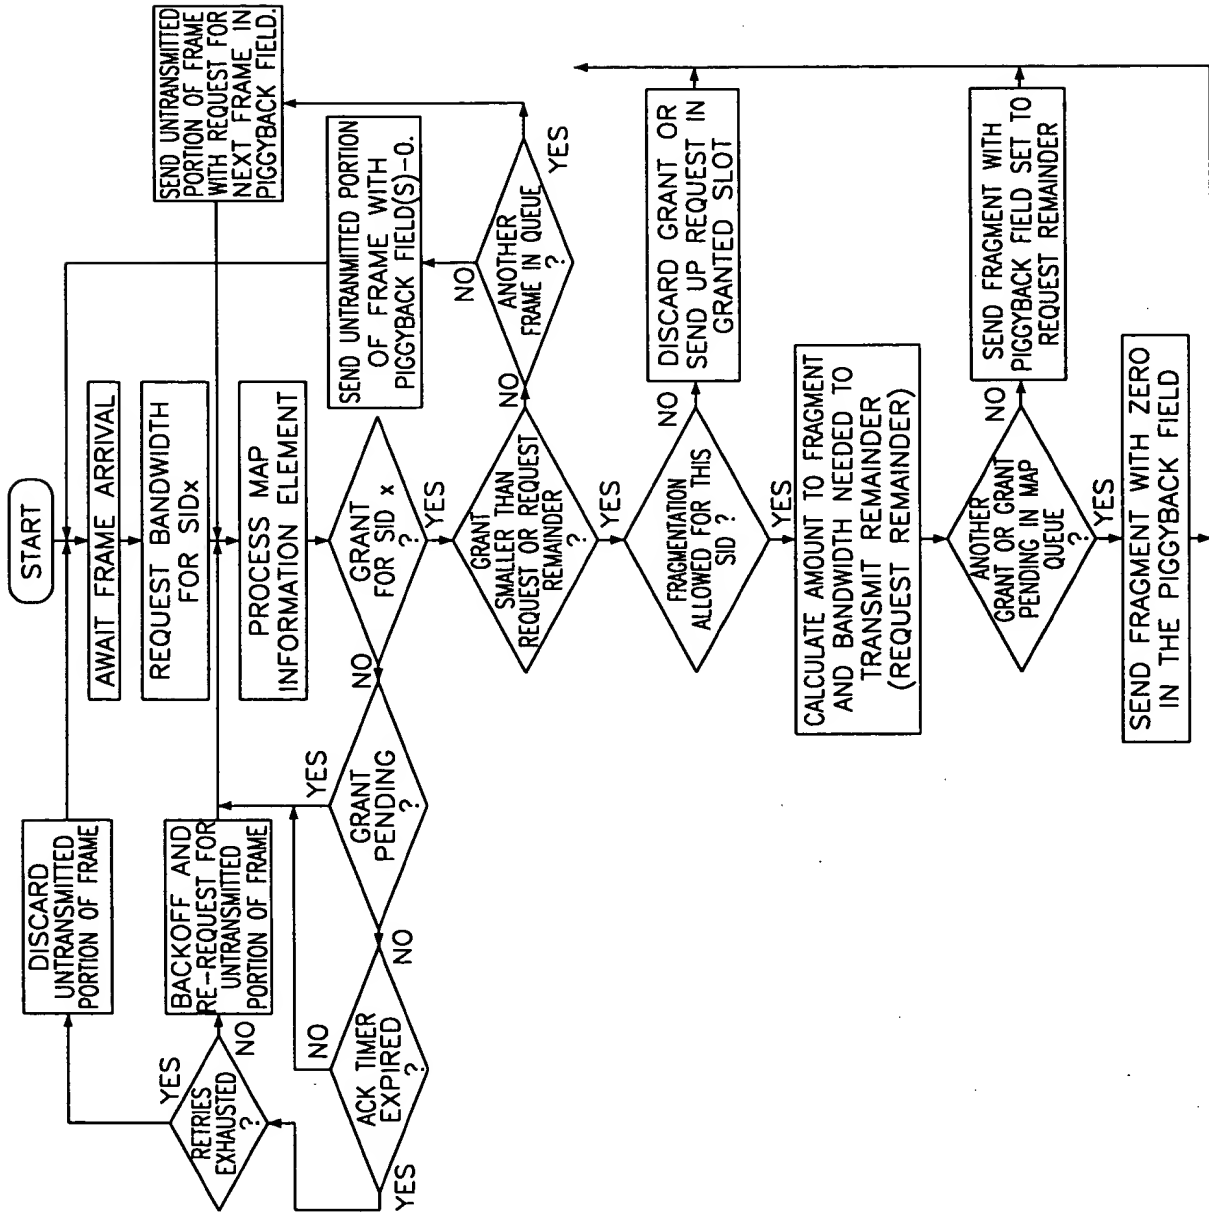 START
AWAIT FRAME ARRIVAL
REQUEST BANDWIDTH
FOR SIDx
PROCESS MAP
INFORMATION ELEMENT
GRANT
FOR SID x
?
NO
YES
GRANT
PENDING
?
YES
NO
ACK TIMER
EXPIRED
?
NO
YES
RETRIES
EXHAUSTED
?
YES
NO
DISCARD
UNTRANSMITTED
PORTION OF FRAME
BACKOFF AND
RE-REQUEST FOR
UNTRANSMITTED
PORTION OF FRAME
GRANT
SMALLER THAN
REQUEST OR REQUEST
REMAINDER
?
NO
YES
ANOTHER
FRAME IN QUEUE
?
NO
YES
SEND UNTRANMITTED PORTION
OF FRAME WITH
PIGGYBACK FIELD(S)-0.
SEND UNTRANSMITTED
PORTION OF FRAME
WITH REQUEST FOR
NEXT FRAME IN
PIGGYBACK FIELD.
FRAGMENTATION
ALLOWED FOR THIS
SID ?
NO
YES
DISCARD GRANT OR
SEND UP REQUEST IN
GRANTED SLOT
CALCULATE AMOUNT TO FRAGMENT
AND BANDWIDTH NEEDED TO
TRANSMIT REMAINDER
(REQUEST REMAINDER)
ANOTHER
GRANT OR GRANT
PENDING IN MAP
QUEUE
?
NO
YES
SEND FRAGMENT WITH
PIGGYBACK FIELD SET TO
REQUEST REMAINDER
SEND FRAGMENT WITH ZERO
IN THE PIGGYBACK FIELD